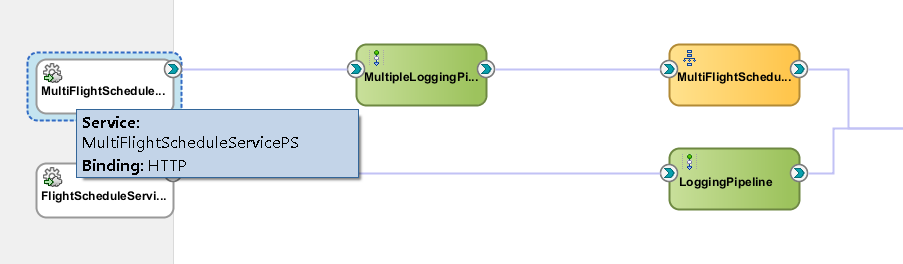 MultiFlightSchedule...
MultipleLoggingPi...
MultiFlightSchedu...
Service:
MultiFlightScheduleServicePS
Binding: HTTP
FlightScheduleServi...
LoggingPipeline